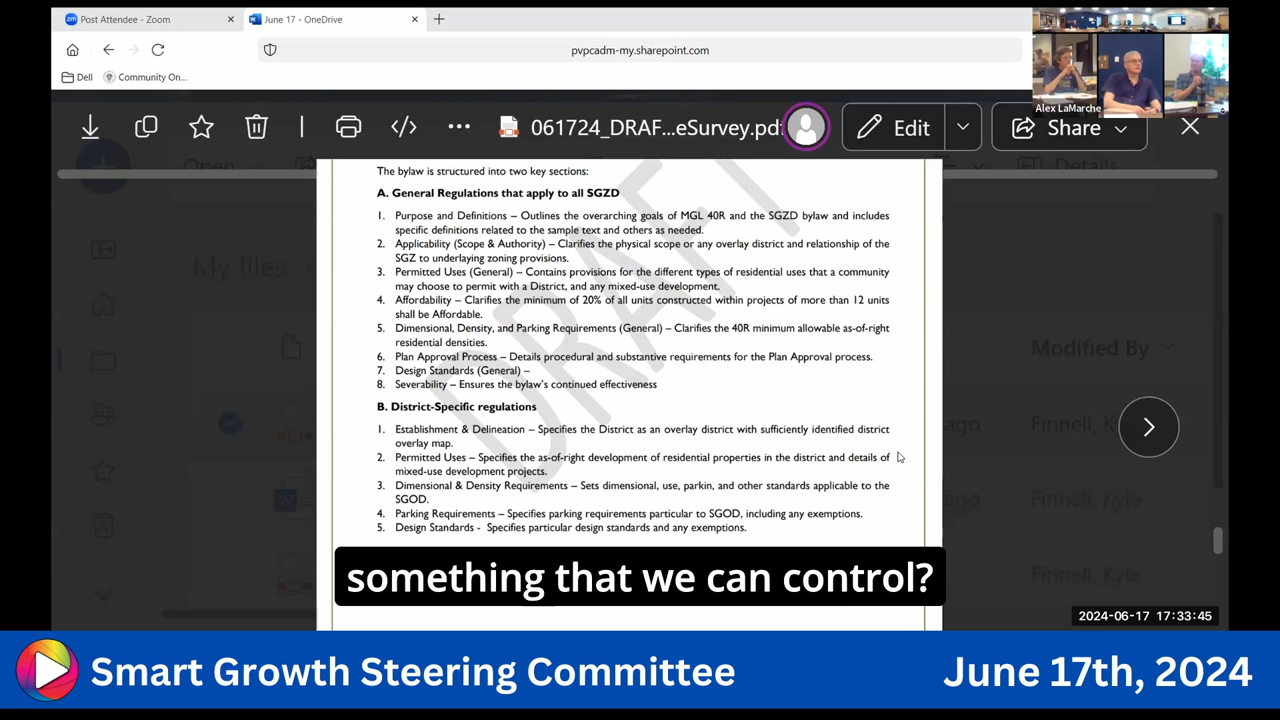 Post Attendee - Zoom
June 17 - OneDrive
pvpcadm-my.sharepoint.com
Dell
Community On...
Alex LaMarche
061724_DRAF...eSurvey.pdf
Edit
Share
Open
Details
My files
Modified By
Finnell, K
ago.
Finnell, Kyle
ago
Finnell, Kyle
DRAFT
The bylaw is structured into two key sections:
A. General Regulations that apply to all SGZD
1. Purpose and Definitions – Outlines the overarching goals of MGL 40R and the SGZD bylaw and includes
specific definitions related to the sample text and others as needed.
2. Applicability (Scope & Authority) – Clarifies the physical scope or any overlay district and relationship of the
SGZ to underlaying zoning provisions.
3. Permitted Uses (General) – Contains provisions for the different types of residential uses that a community
may choose to permit with a District, and any mixed-use development.
4. Affordability – Clarifies the minimum of 20% of all units constructed within projects of more than 12 units
shall be Affordable.
5. Dimensional, Density, and Parking Requirements (General) – Clarifies the 40R minimum allowable as-of-right
residential densities.
6. Plan Approval Process – Details procedural and substantive requirements for the Plan Approval process.
7. Design Standards (General) –
8. Severability – Ensures the bylaw's continued effectiveness
B. District-Specific regulations
1. Establishment & Delineation – Specifies the District as an overlay district with sufficiently identified district
overlay map.
2. Permitted Uses – Specifies the as-of-right development of residential properties in the district and details of
mixed-use development projects.
3. Dimensional & Density Requirements – Sets dimensional, use, parkin, and other standards applicable to the
SGOD.
4. Parking Requirements – Specifies parking requirements particular to SGOD, including any exemptions.
5. Design Standards - Specifies particular design standards and any exemptions.
something that we can control?
2024-06-17 17:33:45
Smart Growth Steering Committee
June 17th, 2024